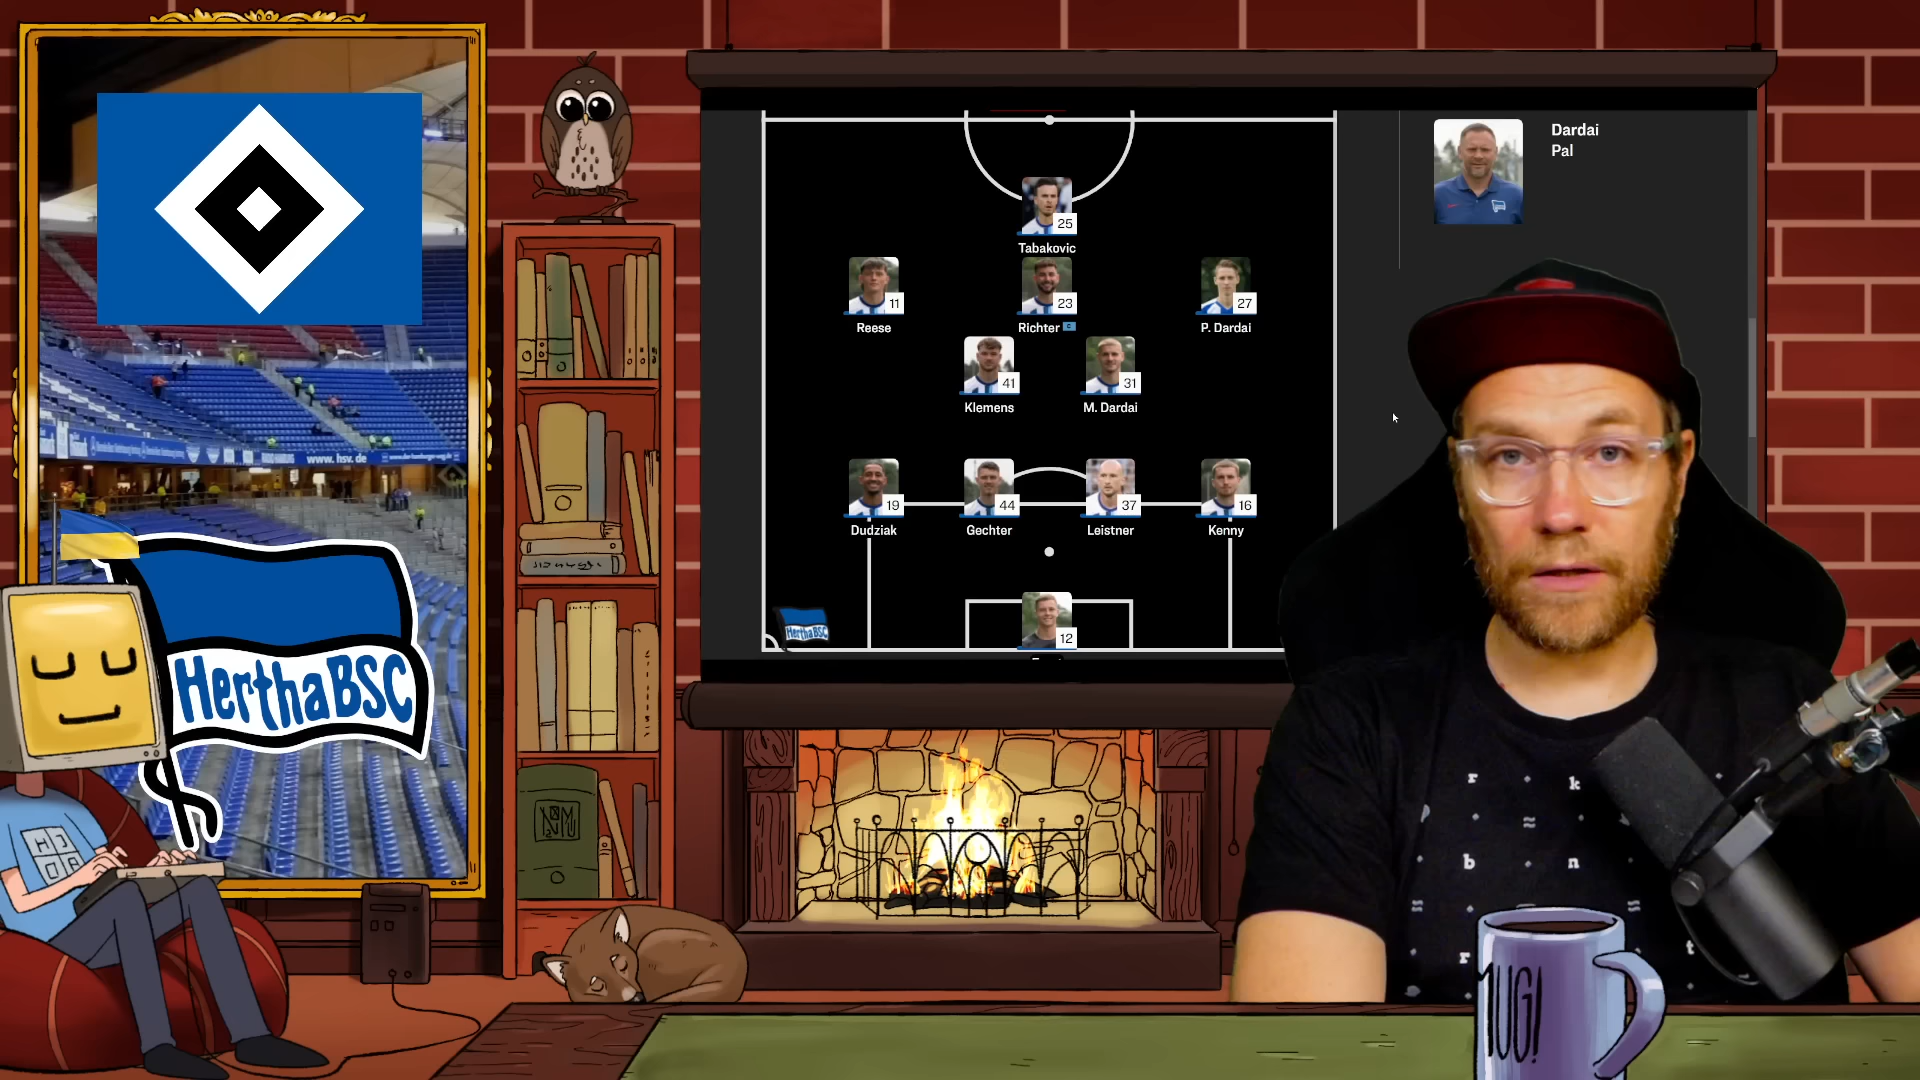 25
Tabakovic
11
23
27
Reese
Richter
P. Dardai
41
31
Klemens
M. Dardai
19
44
37
16
Dudziak
Gechter
Leistner
Kenny
12
HerthaBSC
Dardai
Pal
www.hsv.de
HerthaBSC
r k
b n
r t
MUG!